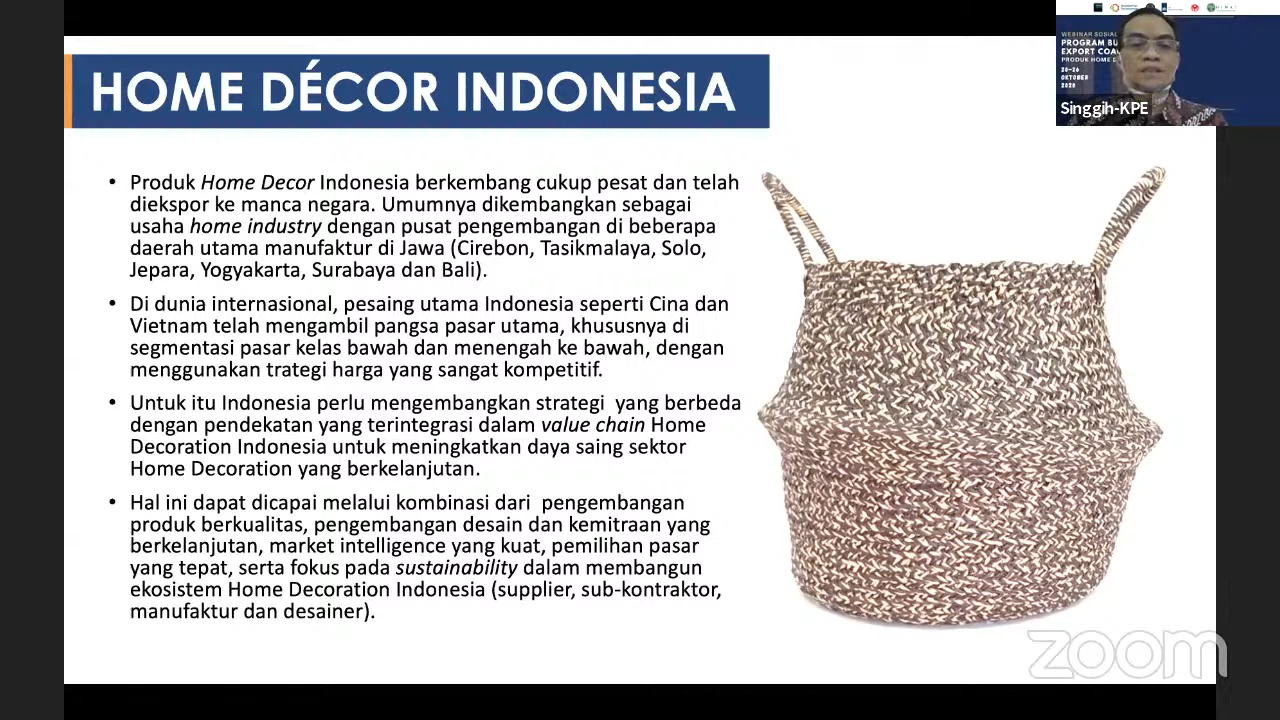 HOME DÉCOR INDONESIA
• Produk Home Decor Indonesia berkembang cukup pesat dan telah
diekspor ke manca negara. Umumnya dikembangkan sebagai
usaha home industry dengan pusat pengembangan di beberapa
daerah utama manufaktur di Jawa (Cirebon, Tasikmalaya, Solo,
Jepara, Yogyakarta, Surabaya dan Bali).
• Di dunia internasional, pesaing utama Indonesia seperti Cina dan
Vietnam telah mengambil pangsa pasar utama, khususnya di
segmentasi pasar kelas bawah dan menengah ke bawah, dengan
menggunakan trategi harga yang sangat kompetitif.
• Untuk itu Indonesia perlu mengembangkan strategi  yang berbeda
dengan pendekatan yang terintegrasi dalam value chain Home
Decoration Indonesia untuk meningkatkan daya saing sektor
Home Decoration yang berkelanjutan.
• Hal ini dapat dicapai melalui kombinasi dari  pengembangan
produk berkualitas, pengembangan desain dan kemitraan yang
berkelanjutan, market intelligence yang kuat, pemilihan pasar
yang tepat, serta fokus pada sustainability dalam membangun
ekosistem Home Decoration Indonesia (supplier, sub-kontraktor,
manufaktur dan desainer).
WEBINAR SOSIAL
PROGRAM BU
EXPORT COA
PRODUK HOME D
20-26
OKTOBER
2020
Singgih-KPE
zoom